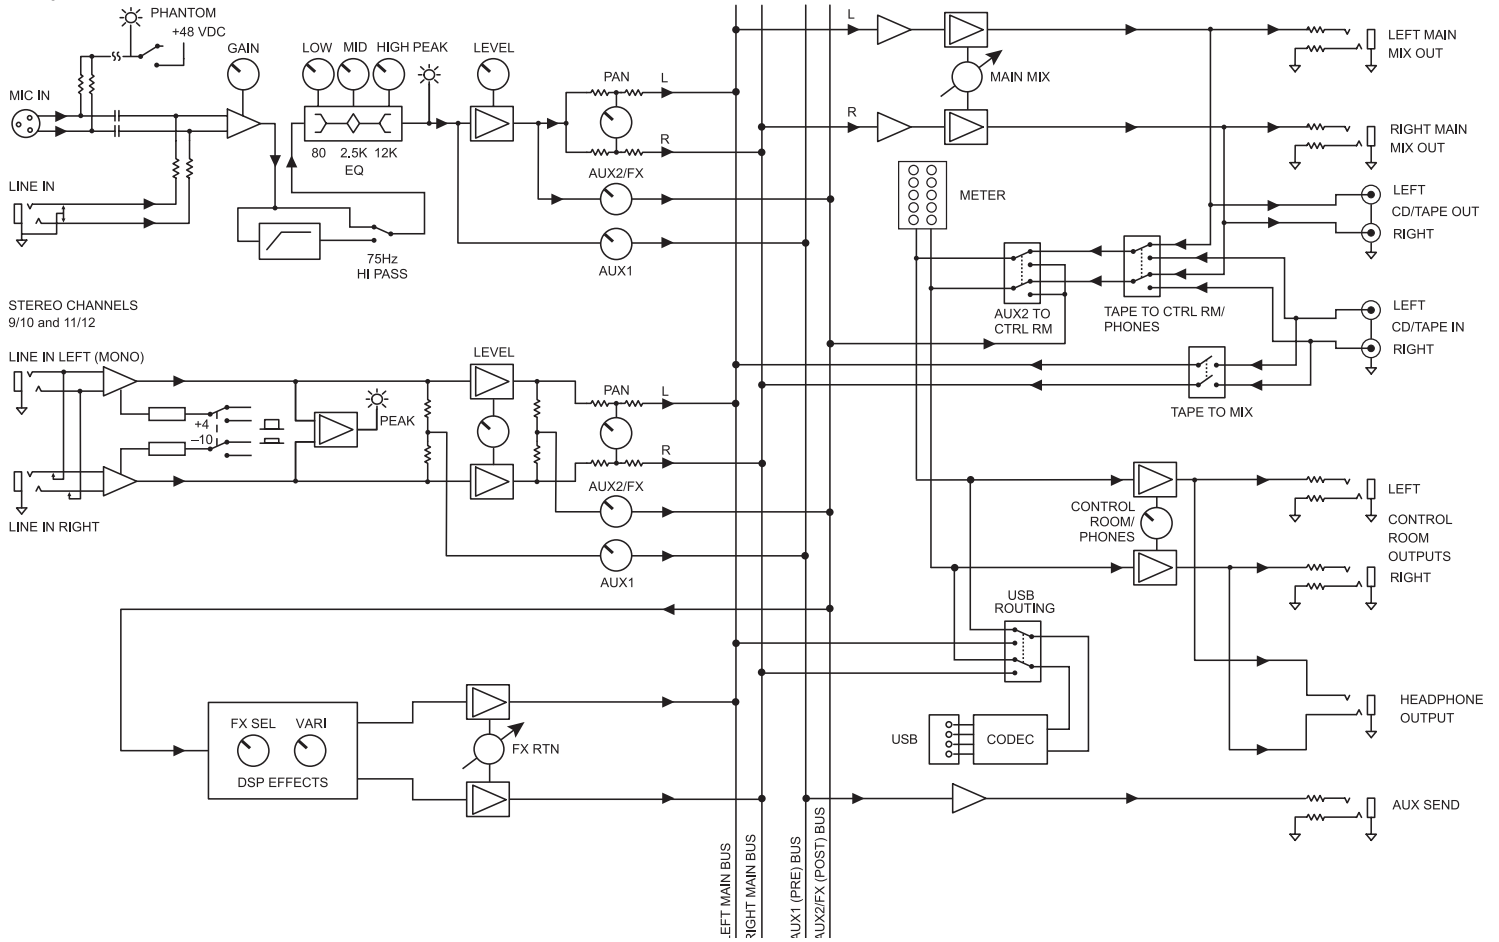 PHANTOM
+48 VDC
GAIN
LOW MID HIGH PEAK
LEVEL
PAN
L
R
MIC IN
80 2.5K 12K
EQ
AUX2/FX
AUX1
LINE IN
75Hz
HI PASS
STEREO CHANNELS
9/10 and 11/12
LINE IN LEFT (MONO)
LEVEL
PAN
L
R
+4
–10
PEAK
AUX2/FX
AUX1
LINE IN RIGHT
FX SEL VARI
DSP EFFECTS
FX RTN
LEFT MAIN BUS
RIGHT MAIN BUS
AUX1 (PRE) BUS
AUX2/FX (POST) BUS
L
MAIN MIX
R
LEFT MAIN
MIX OUT
RIGHT MAIN
MIX OUT
METER
LEFT
CD/TAPE OUT
RIGHT
AUX2 TO
CTRL RM
TAPE TO CTRL RM/
PHONES
LEFT
CD/TAPE IN
RIGHT
TAPE TO MIX
CONTROL
ROOM/
PHONES
LEFT
CONTROL
ROOM
OUTPUTS
RIGHT
USB
ROUTING
USB
CODEC
HEADPHONE
OUTPUT
AUX SEND